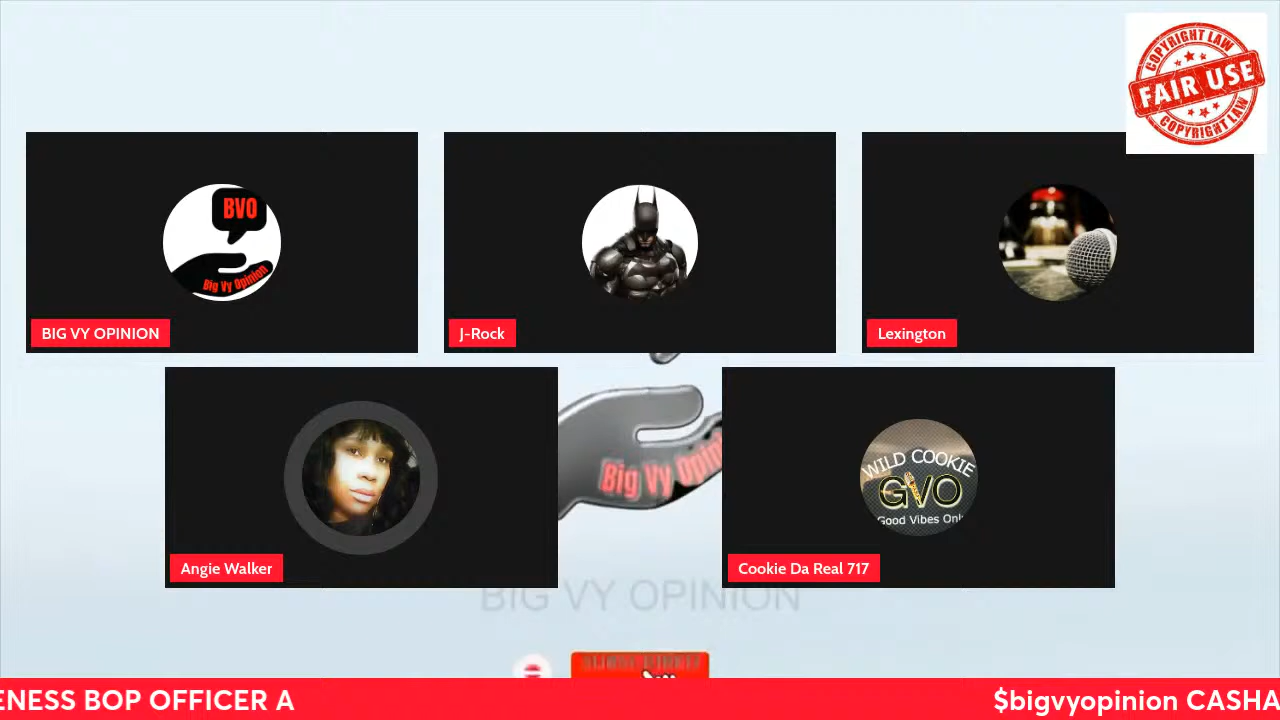 COPYRIGHT LAW
FAIR USE
COPYRIGHT LAW
BVO
Big Vy Opinion
BIG VY OPINION
J-Rock
Lexington
Big Vy Opini
Angie Walker
WILD COOKIE
GVO
Good Vibes Onl
Cookie Da Real 717
BIG VY OPINION
ENESS BOP OFFICER A
$bigvyopinion CASHA